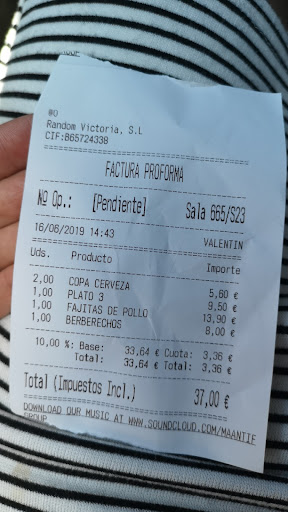 Random Victoria, S.L
CIF:B65724338
FACTURA PROFORMA
Nº Op.: [Pendiente] Sala 665/S23
16/06/2019 14:43 VALENTIN
Uds. Producto Importe
2,00 COPA CERVEZA 5,60 €
1,00 PLATO 3 9,50 €
1,00 FAJITAS DE POLLO 13,90 €
1,00 BERBERECHOS 8,00 €
10,00 %: Base: 33,64 € Cuota: 3,36 €
Total: 33,64 € Total: 3,36 €
Total (Impuestos Incl.) 37,00 €
DOWNLOAD OUR MUSIC AT WWW.SOUNDCLOUD.COM/MAANTIE
GROUP